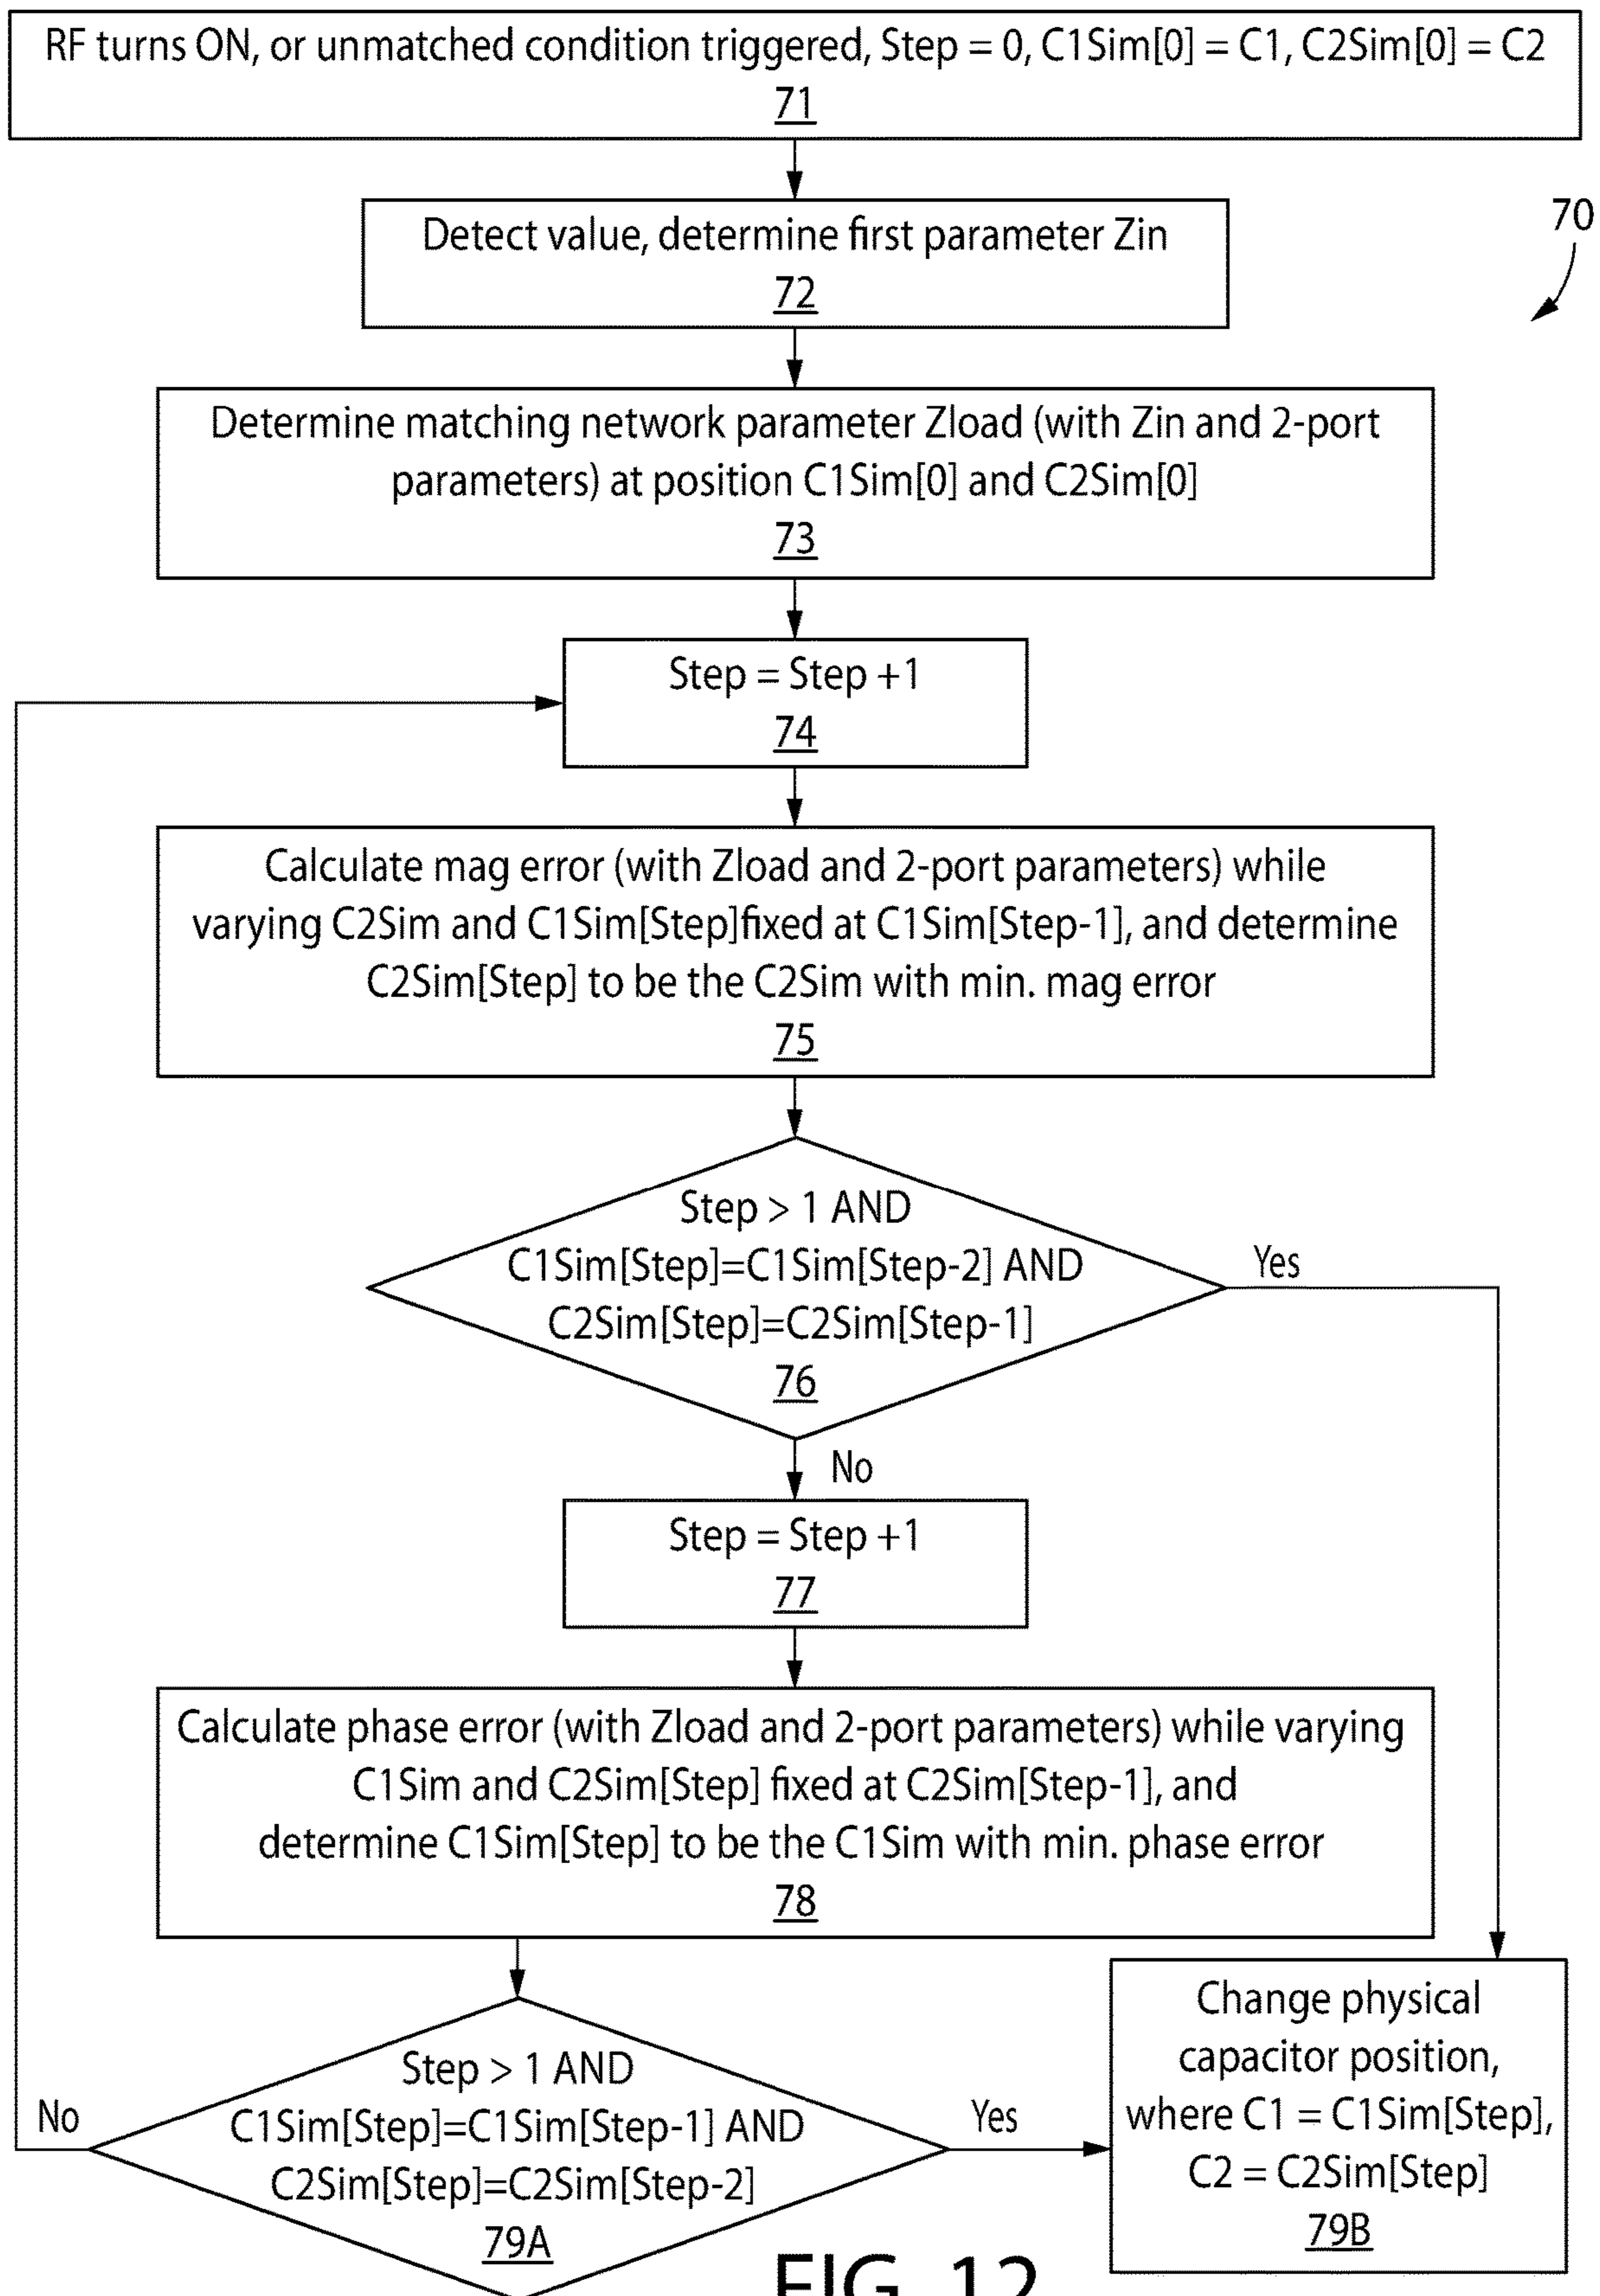 RF turns ON, or unmatched condition triggered, Step = 0, C1Sim[0] = C1, C2Sim[0] = C2
71
70
Detect value, determine first parameter Zin
72
Determine matching network parameter Zload (with Zin and 2-port
parameters) at position C1Sim[0] and C2Sim[0]
73
Step = Step +1
74
Calculate mag error (with Zload and 2-port parameters) while
varying C2Sim and C1Sim[Step]fixed at C1Sim[Step-1], and determine
C2Sim[Step] to be the C2Sim with min. mag error
75
Step > 1 AND
C1Sim[Step]=C1Sim[Step-2] AND
C2Sim[Step]=C2Sim[Step-1]
76
Yes
No
Step = Step +1
77
Calculate phase error (with Zload and 2-port parameters) while varying
C1Sim and C2Sim[Step] fixed at C2Sim[Step-1], and
determine C1Sim[Step] to be the C1Sim with min. phase error
78
Step > 1 AND
C1Sim[Step]=C1Sim[Step-1] AND
C2Sim[Step]=C2Sim[Step-2]
79A
No
Yes
Change physical
capacitor position,
where C1 = C1Sim[Step],
C2 = C2Sim[Step]
79B
FIG. 12